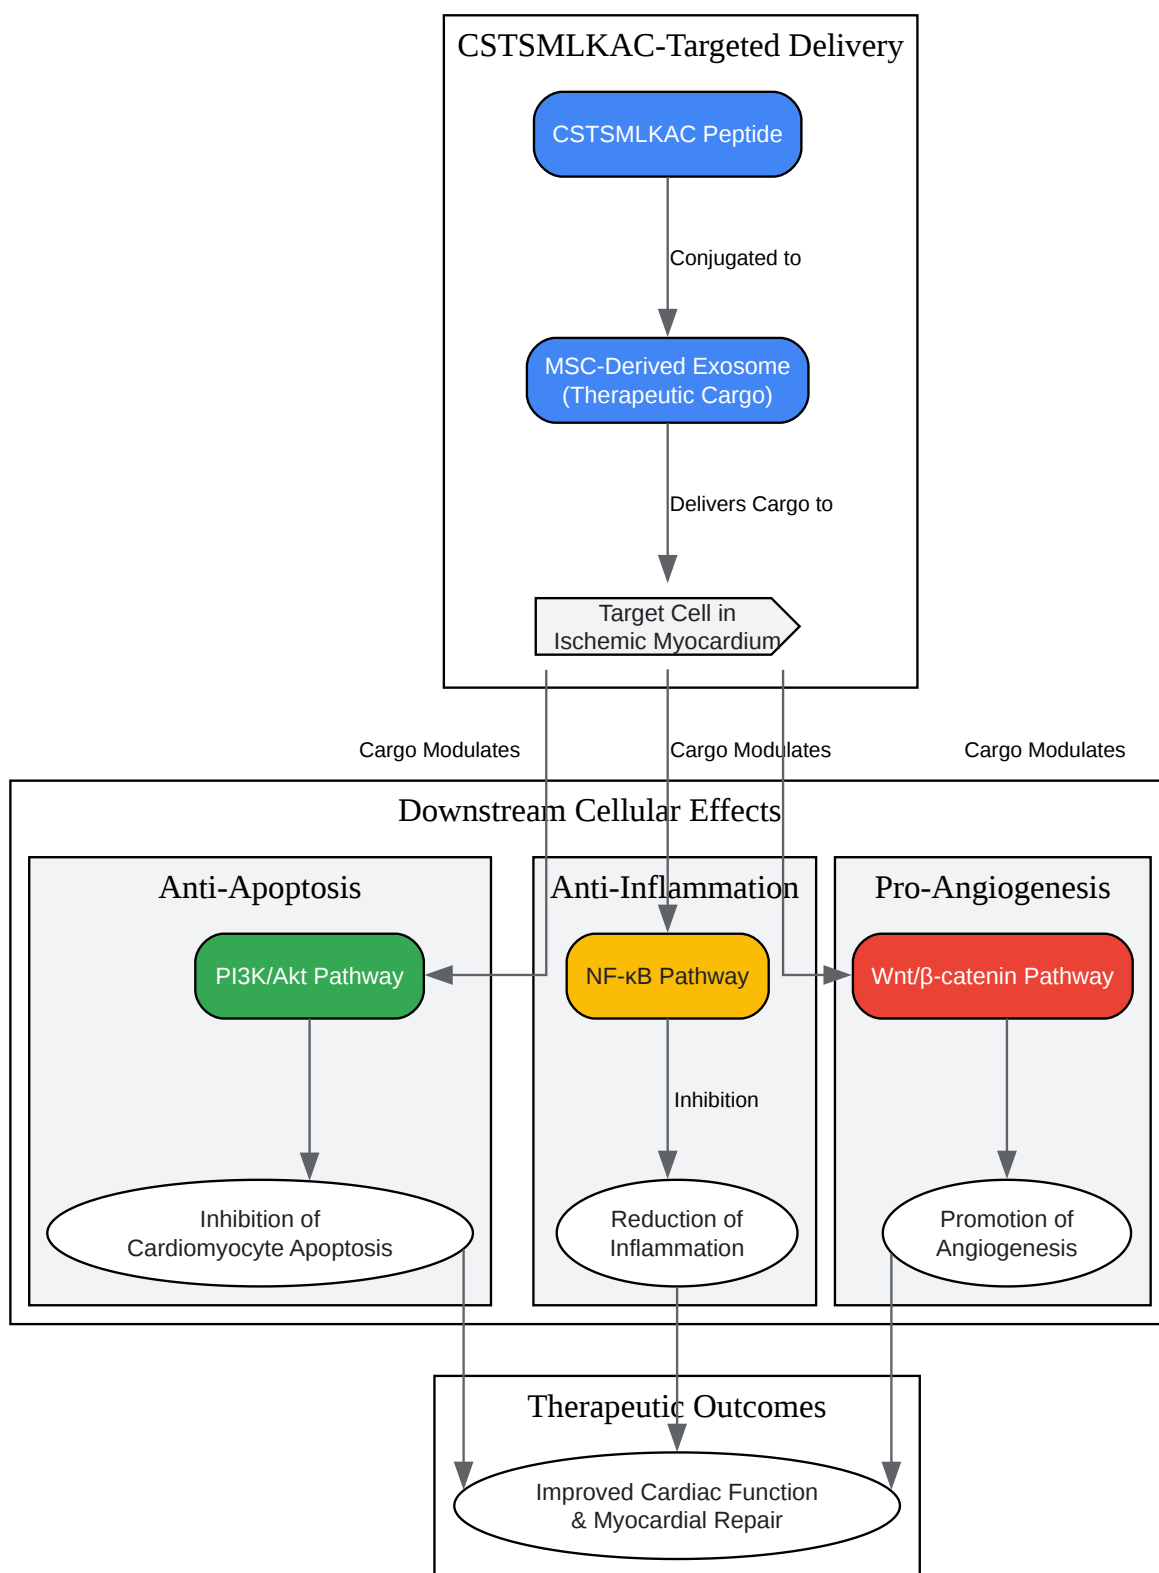 CSTSMLKAC-Targeted Delivery
CSTSMLKAC Peptide
Conjugated to
MSC-Derived Exosome
(Therapeutic Cargo)
Delivers Cargo to
Target Cell in
Ischemic Myocardium
Cargo Modulates
Cargo Modulates
Cargo Modulates
Downstream Cellular Effects
Anti-Apoptosis
Anti-Inflammation
Pro-Angiogenesis
PI3K/Akt Pathway
NF-κB Pathway
Wnt/β-catenin Pathway
Inhibition
Inhibition of
Cardiomyocyte Apoptosis
Reduction of
Inflammation
Promotion of
Angiogenesis
Therapeutic Outcomes
Improved Cardiac Function
& Myocardial Repair